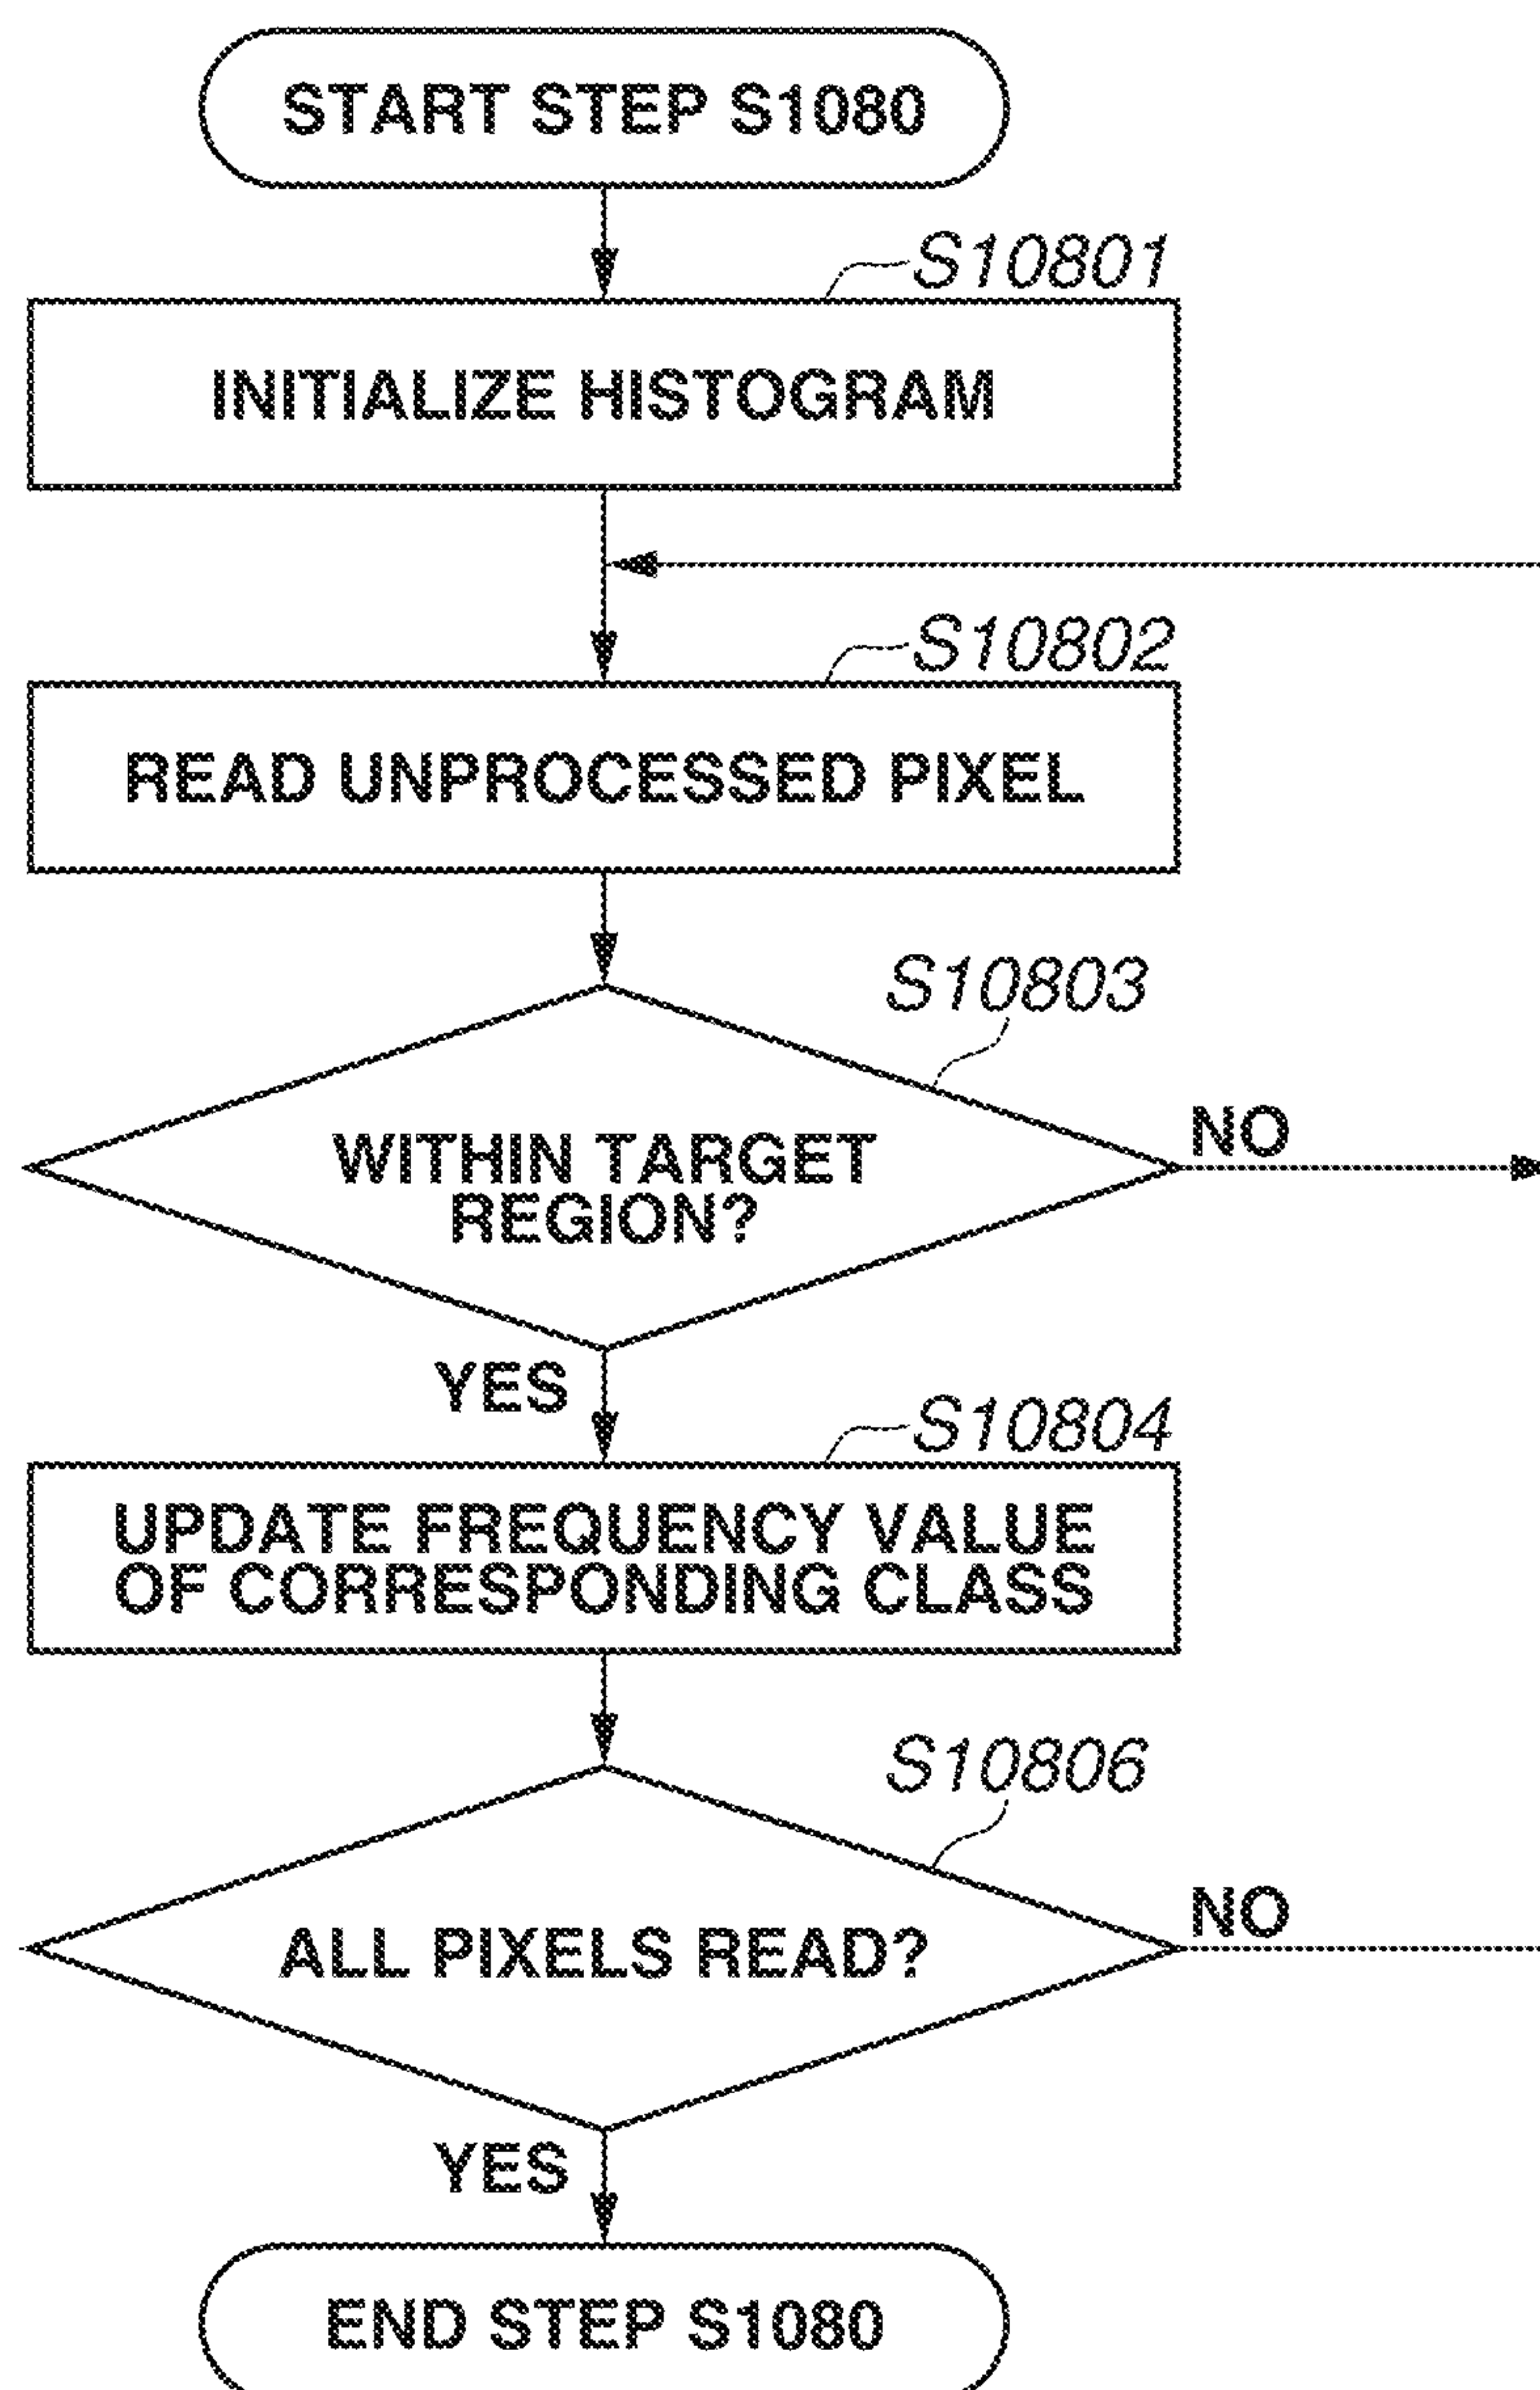 START STEP S1080
S10801
INITIALIZE HISTOGRAM
S10802
READ UNPROCESSED PIXEL
S10803
WITHIN TARGET
REGION?
NO
YES
S10804
UPDATE FREQUENCY VALUE
OF CORRESPONDING CLASS
S10806
ALL PIXELS READ?
NO
YES
END STEP S1080